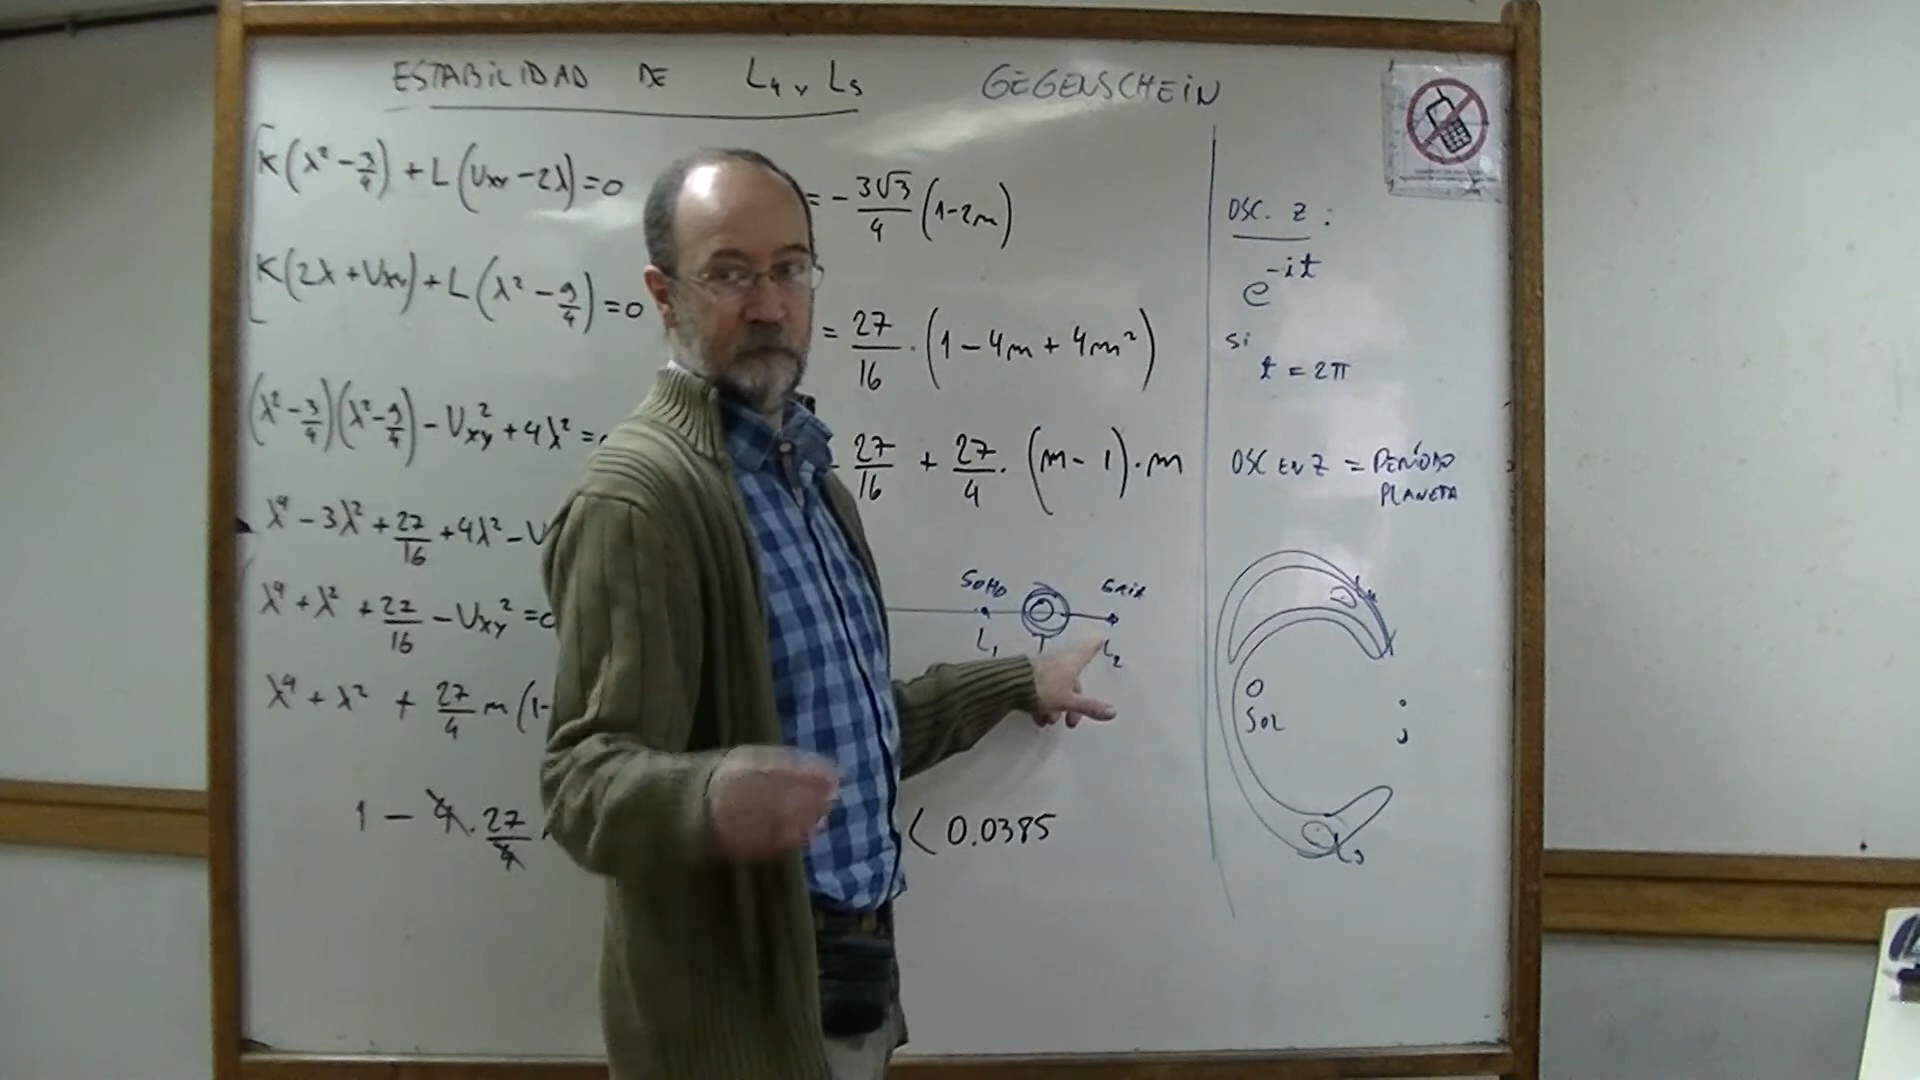 ESTABILIDAD DE L4 y L5
GEGENSCHEIN
K(λ² - 3/4) + L(Uxy - 2λ) = 0
K(2λ + Uxy) + L(λ² - 9/4) = 0
(λ² - 3/4)(λ² - 9/4) - Uxy² + 4λ² =
λ⁴ - 3λ² + 27/16 + 4λ² - U
λ⁴ + λ² + 27/16 - Uxy² = 0
λ⁴ + λ² + 27/4 m (1-
1 - 4 . 27/4
= - 3√3/4 (1-2m)
= 27/16 . (1 - 4m + 4m²)
27/16 + 27/4 . (m - 1) . m
SOHO
GAIA
L1
T
L2
< 0.0385
OSC. Z :
e^-it
si
t = 2π
OSC EN Z = PERÍODO
PLANETA
L4
SOL
J
L5